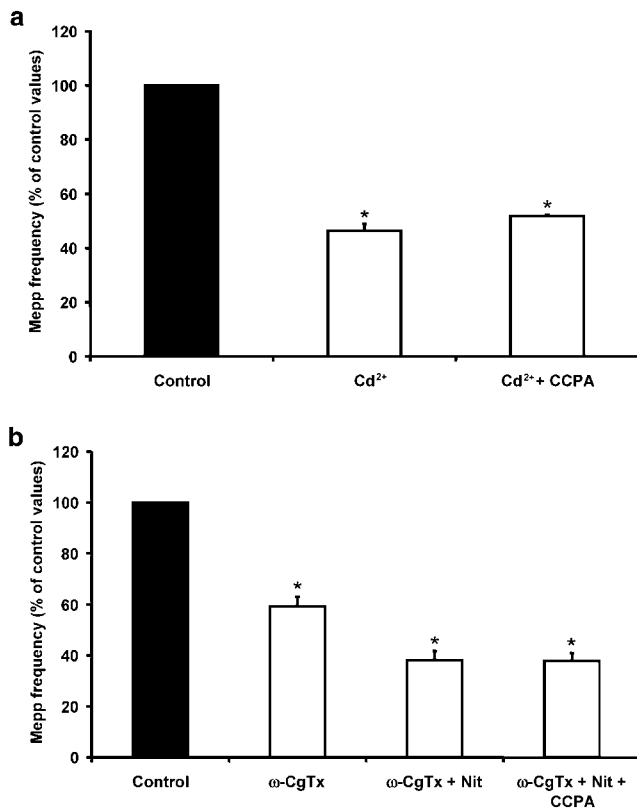 a
Mepp frequency (% of control values)
120
100
80
60
40
20
0
*
*
Control
Cd²⁺
Cd²⁺ + CCPA
b
Mepp frequency (% of control values)
120
100
80
60
40
20
0
*
*
*
Control
ω-CgTx
ω-CgTx + Nit
ω-CgTx + Nit +
CCPA